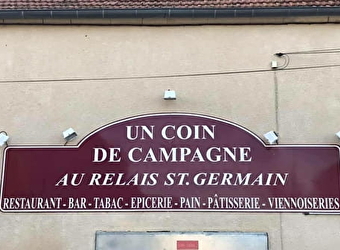 UN COIN
DE CAMPAGNE
AU RELAIS ST. GERMAIN
RESTAURANT - BAR - TABAC - EPICERIE - PAIN - PÂTISSERIE - VIENNOISERIES